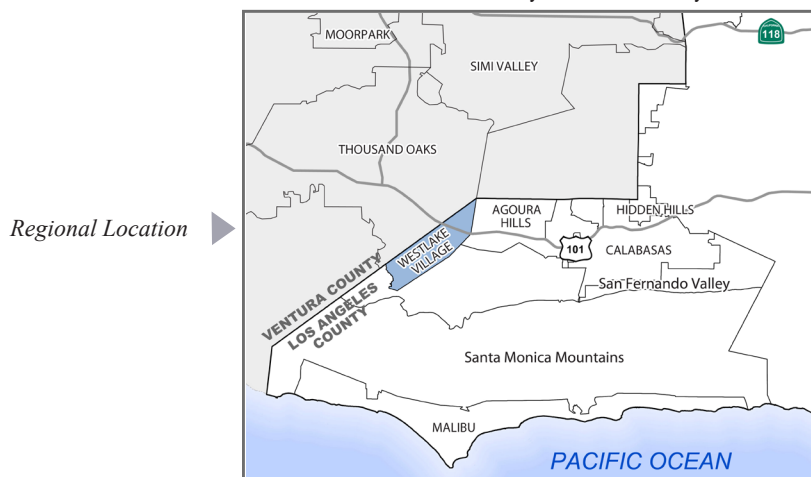 MOORPARK
118
SIMI VALLEY
THOUSAND OAKS
AGOURA
HILLS
HIDDEN HILLS
Regional Location
WESTLAKE
VILLAGE
101
CALABASAS
San Fernando Valley
VENTURA COUNTY
LOS ANGELES
COUNTY
Santa Monica Mountains
MALIBU
PACIFIC OCEAN